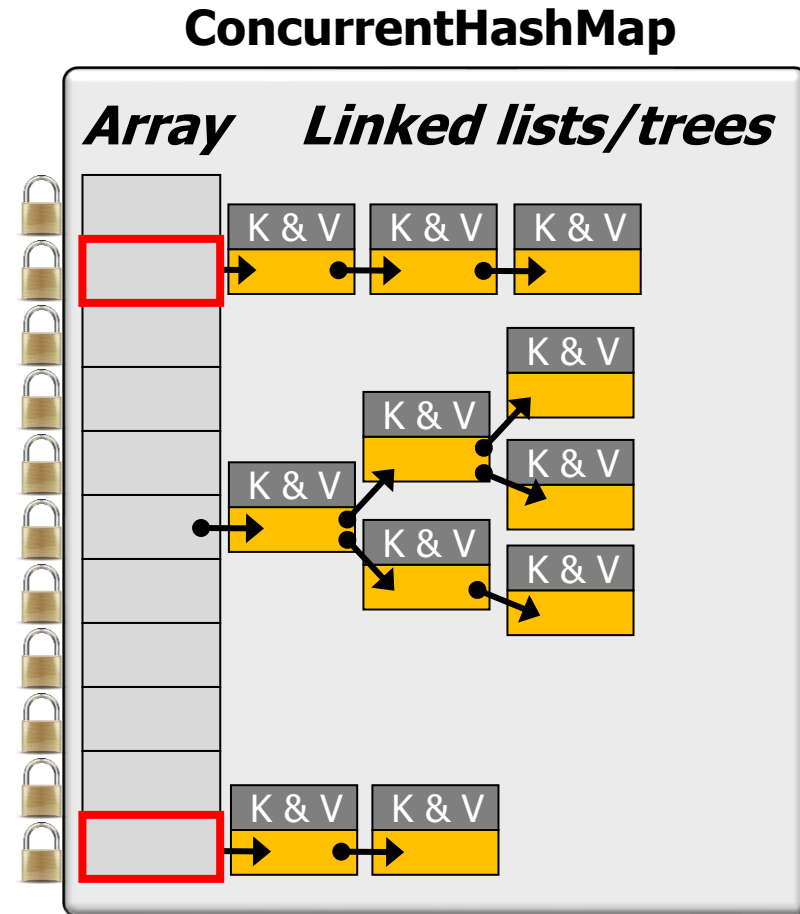 ConcurrentHashMap
Array Linked lists/trees
K & V K & V K & V
K & V
K & V
K & V
K & V
K & V
K & V
K & V K & V